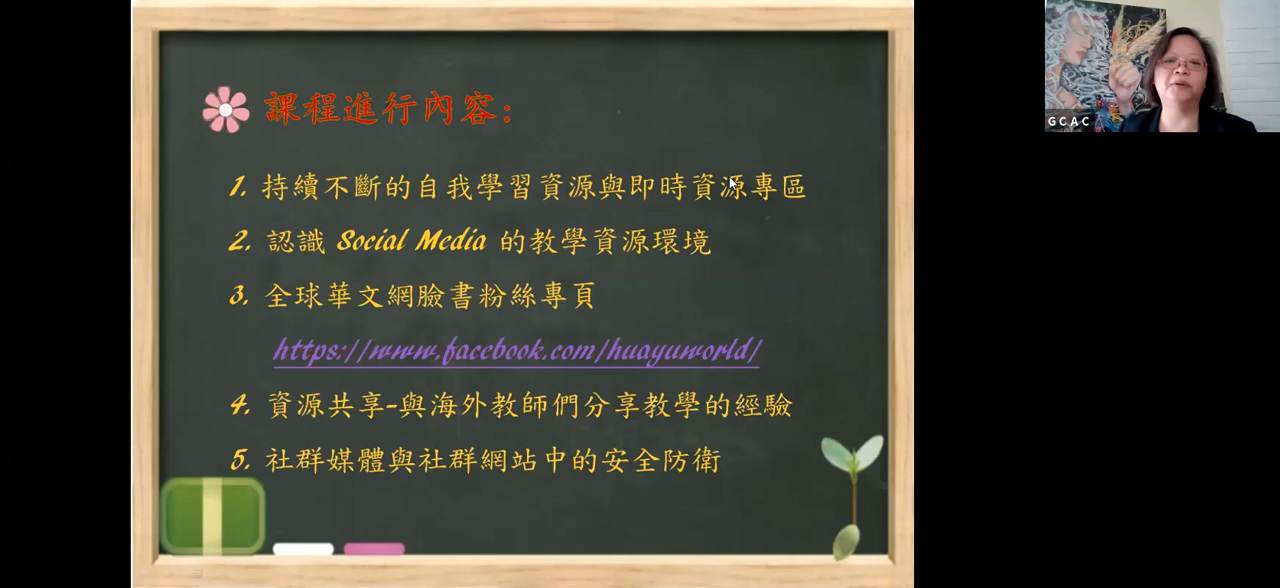 課程進行內容:
1. 持續不斷的自我學習資源與即時資源專區
2. 認識 Social Media 的教學資源環境
3. 全球華文網臉書粉絲專頁
https://www.facebook.com/huayuworld/
4. 資源共享-與海外教師們分享教學的經驗
5. 社群媒體與社群網站中的安全防衛
GCAC